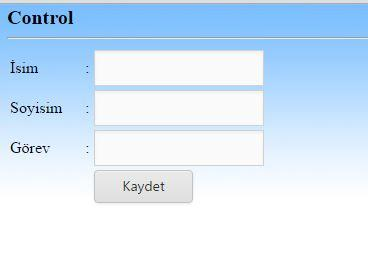 Control
İsim :
Soyisim :
Görev :
Kaydet